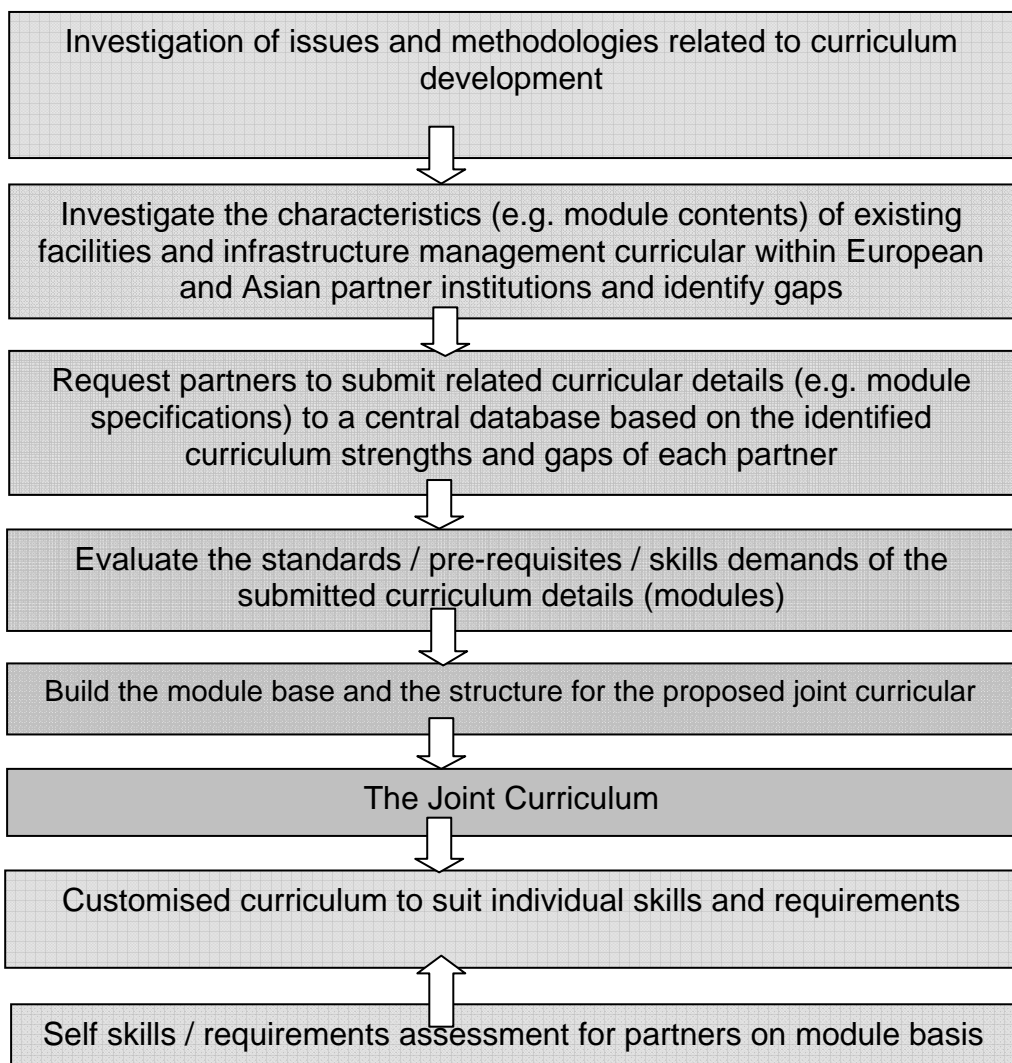 Investigation of issues and methodologies related to curriculum
development
Investigate the characteristics (e.g. module contents) of existing
facilities and infrastructure management curricular within European
and Asian partner institutions and identify gaps
Request partners to submit related curricular details (e.g. module
specifications) to a central database based on the identified
curriculum strengths and gaps of each partner
Evaluate the standards / pre-requisites / skills demands of the
submitted curriculum details (modules)
Build the module base and the structure for the proposed joint curricular
The Joint Curriculum
Customised curriculum to suit individual skills and requirements
Self skills / requirements assessment for partners on module basis